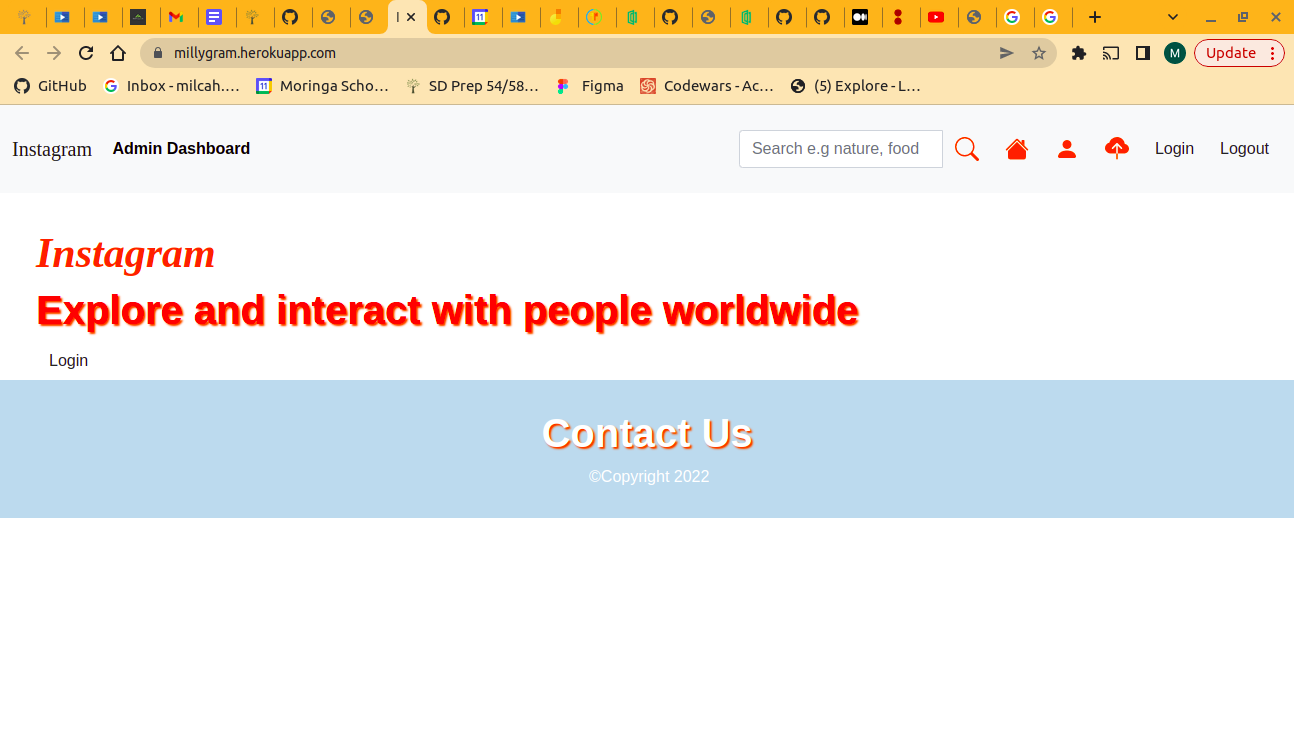 millygram.herokuapp.com
M
Update
GitHub
Inbox - milcah....
11
Moringa Scho...
SD Prep 54/58...
Figma
Codewars - Ac...
(5) Explore - L...
Instagram
Admin Dashboard
Search e.g nature, food
Login
Logout
Instagram
Explore and interact with people worldwide
Login
Contact Us
©Copyright 2022